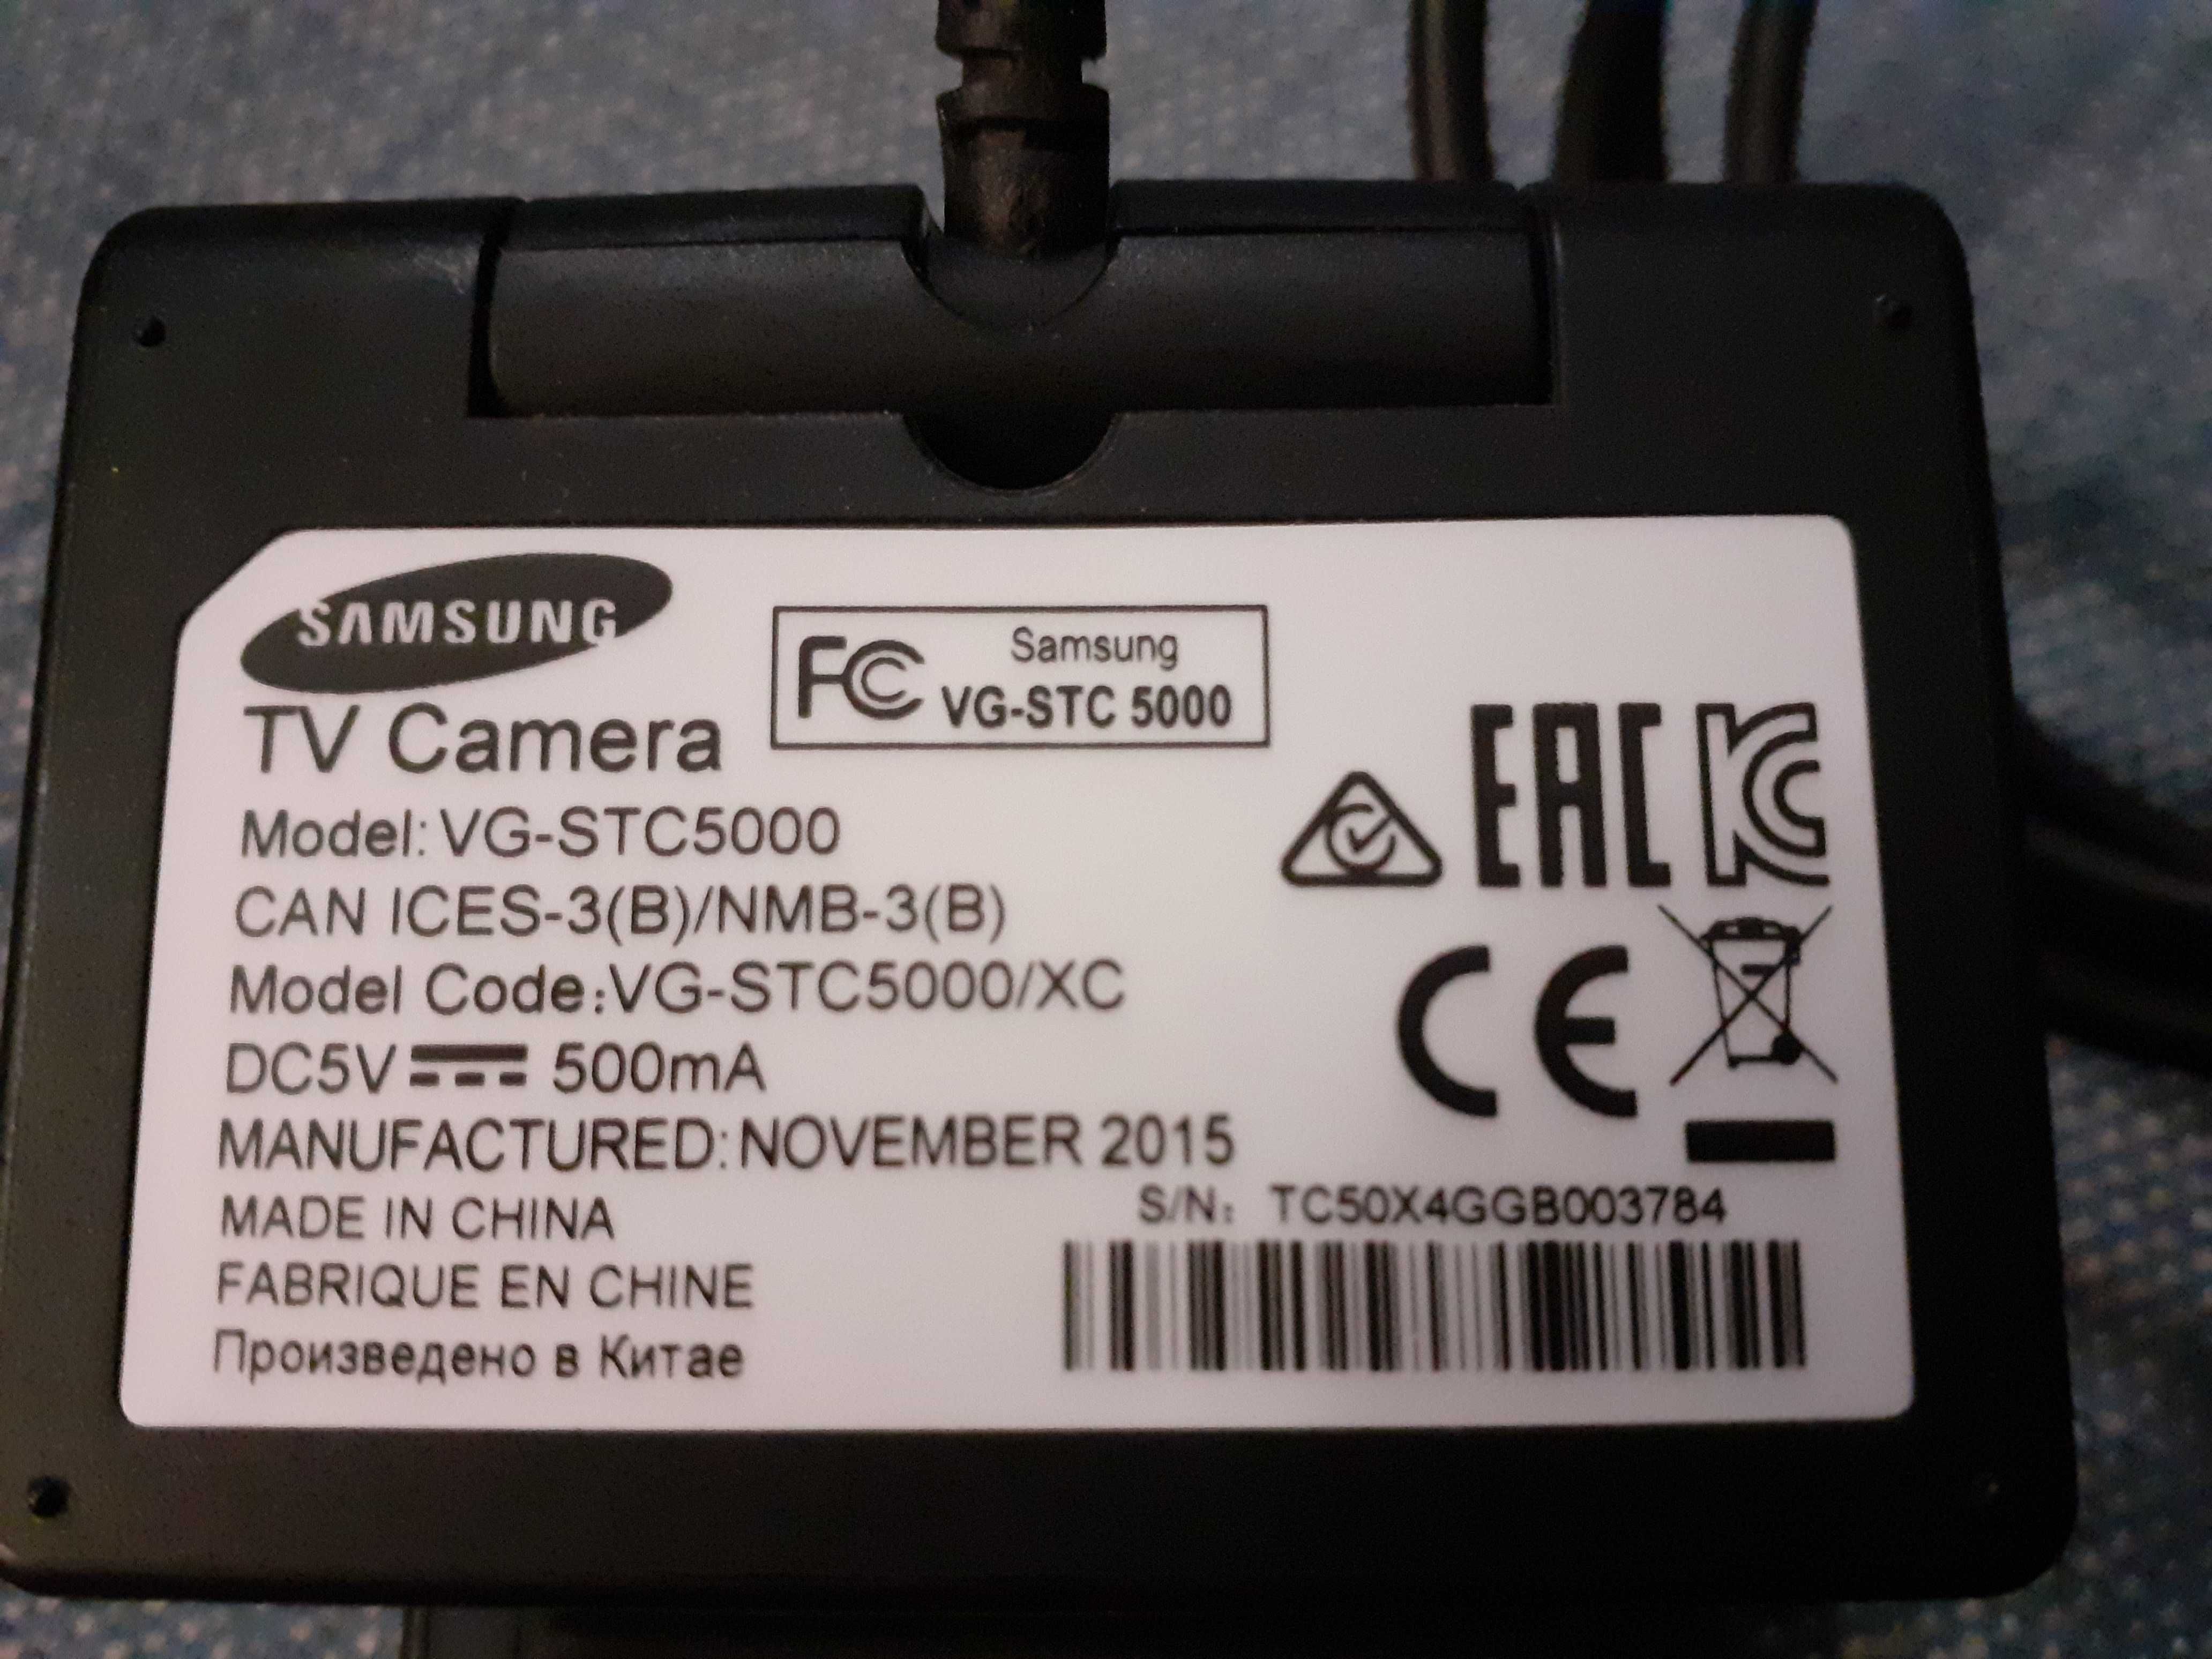 SAMSUNG
TV Camera
FC Samsung
VG-STC 5000
Model: VG-STC5000
CAN ICES-3(B)/NMB-3(B)
Model Code:VG-STC5000/XC
DC5V 500mA
MANUFACTURED: NOVEMBER 2015
MADE IN CHINA
FABRIQUE EN CHINE
Произведено в Китае
EAC KC
CE
S/N: TC50X4GGB003784